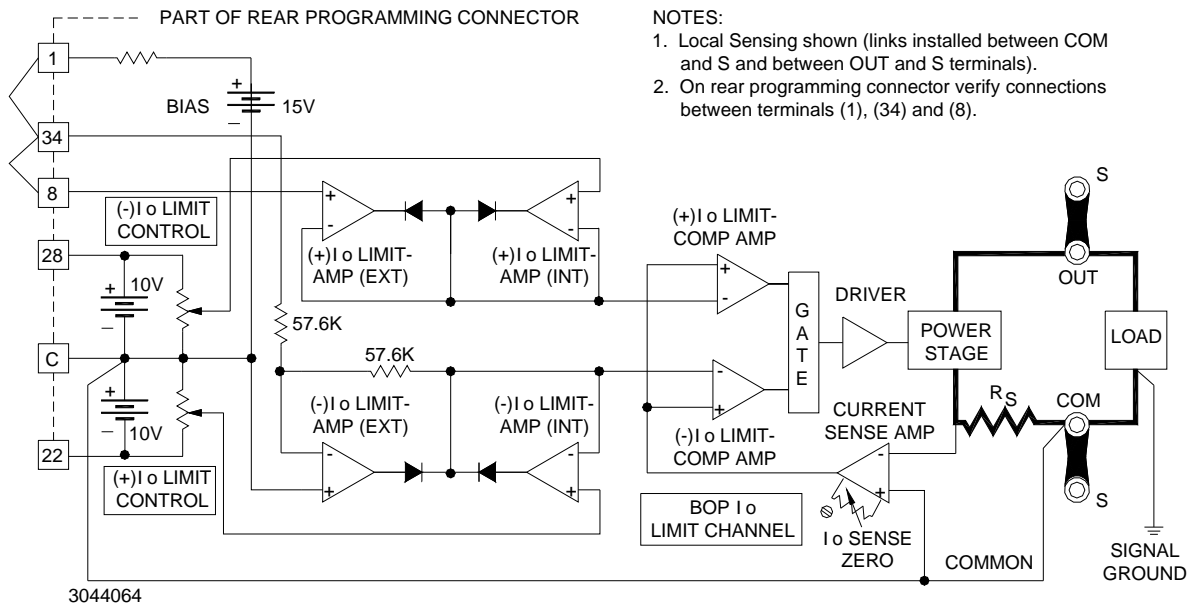 PART OF REAR PROGRAMMING CONNECTOR
NOTES:
1. Local Sensing shown (links installed between COM
and S and between OUT and S terminals).
2. On rear programming connector verify connections
between terminals (1), (34) and (8).
1
+
BIAS
15V
–
34
8
(-)I o LIMIT
CONTROL
28
+
10V
–
C
+
–
10V
22
(+)I o LIMIT
CONTROL
+
-
(+)I o LIMIT-
AMP (EXT)
+
-
(+)I o LIMIT-
AMP (INT)
57.6K
57.6K
(-)I o LIMIT-
AMP (EXT)
-
+
(-)I o LIMIT-
AMP (INT)
-
+
(+)I o LIMIT-
COMP AMP
+
-
-
+
(-)I o LIMIT-
COMP AMP
GATE
DRIVER
POWER
STAGE
S
OUT
LOAD
RS
COM
S
CURRENT
SENSE AMP
-
+
BOP I o
LIMIT CHANNEL
I o SENSE
ZERO
COMMON
SIGNAL
GROUND
3044064